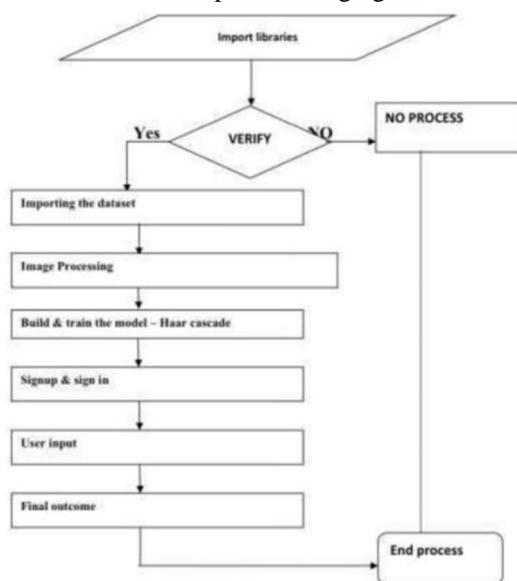 Import libraries
Yes
VERIFY
NO
NO PROCESS
Importing the dataset
Image Processing
Build & train the model – Haar cascade
Signup & sign in
User input
Final outcome
End process